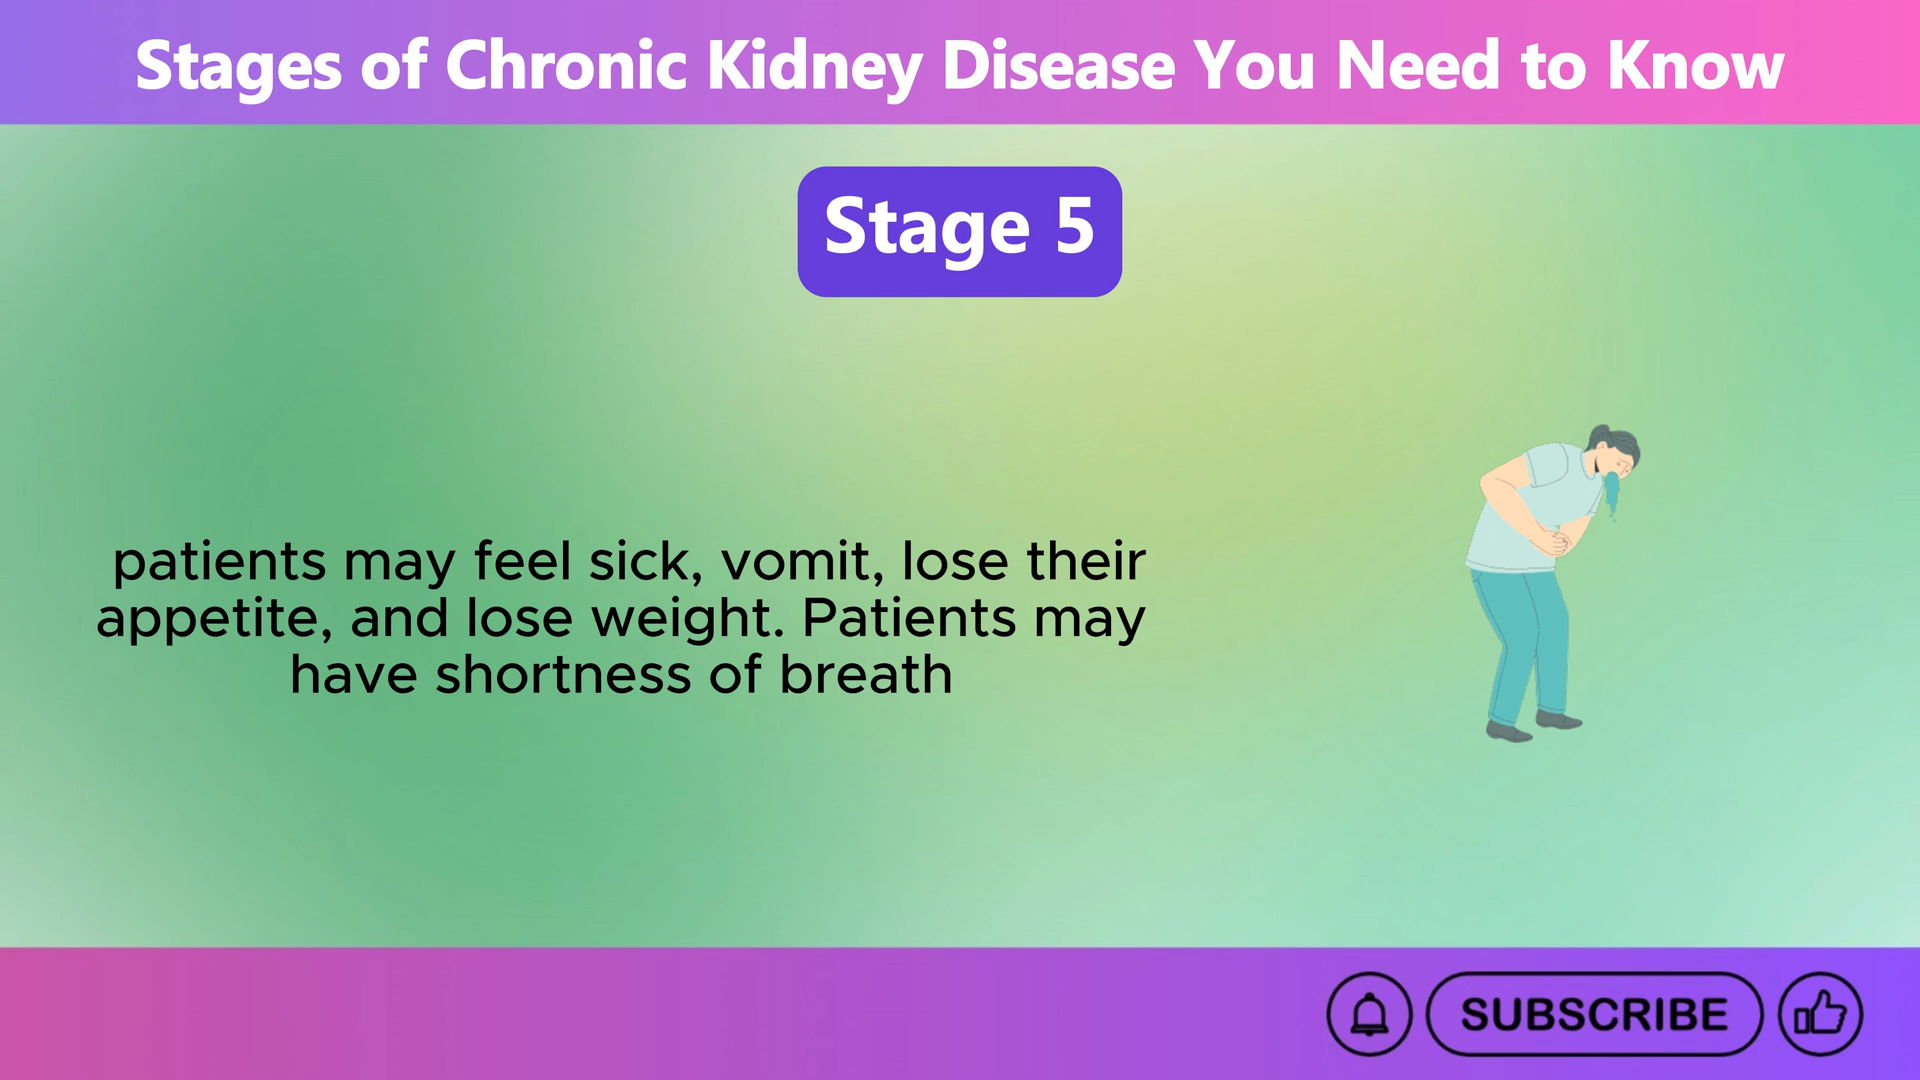 Stages of Chronic Kidney Disease You Need to Know
Stage 5
patients may feel sick, vomit, lose their
appetite, and lose weight. Patients may
have shortness of breath
SUBSCRIBE